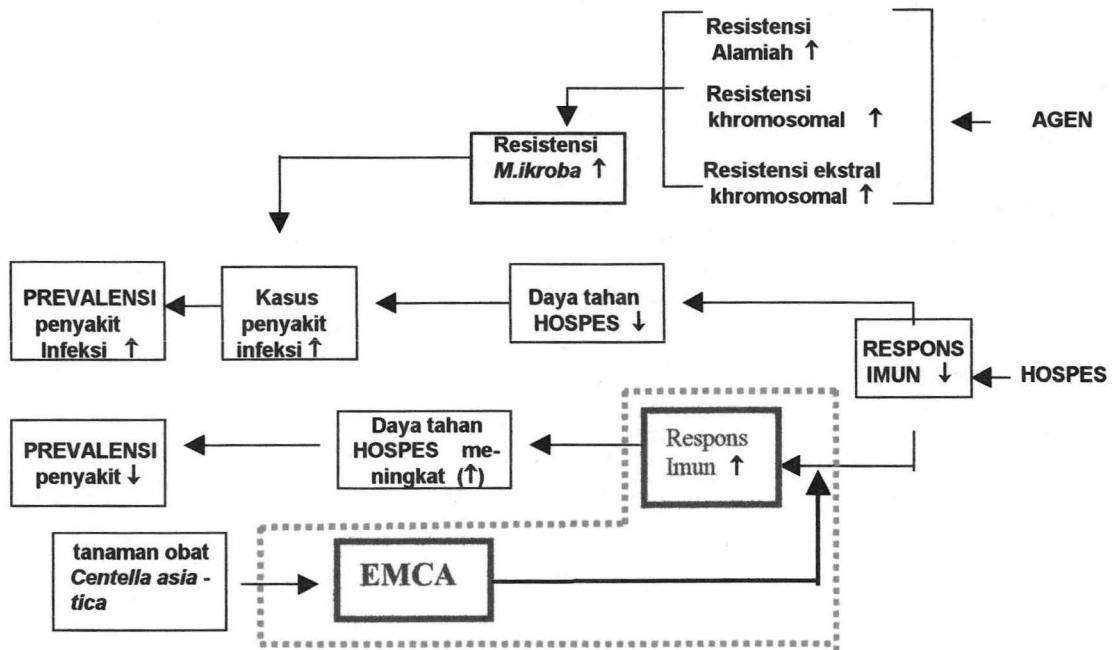 Resistensi
Alamiah ↑
Resistensi
khromosomal ↑
Resistensi ekstral
khromosomal ↑
AGEN
Resistensi
M.ikroba ↑
PREVALENSI
penyakit
Infeksi ↑
Kasus
penyakit
infeksi ↑
Daya tahan
HOSPES ↓
RESPONS
IMUN ↓
HOSPES
PREVALENSI
penyakit ↓
Daya tahan
HOSPES me-
ningkat (↑)
Respons
Imun ↑
tanaman obat
Centella asia -
tica
EMCA